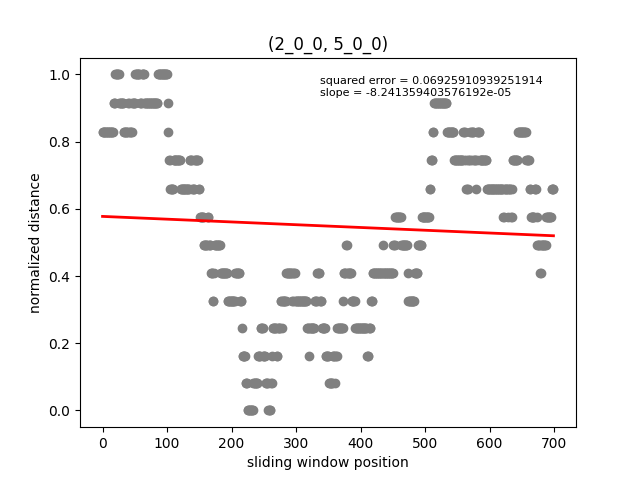 (2_0_0, 5_0_0)
squared error = 0.06925910939251914
slope = -8.241359403576192e-05
normalized distance
1.0
0.8
0.6
0.4
0.2
0.0
0 100 200 300 400 500 600 700
sliding window position